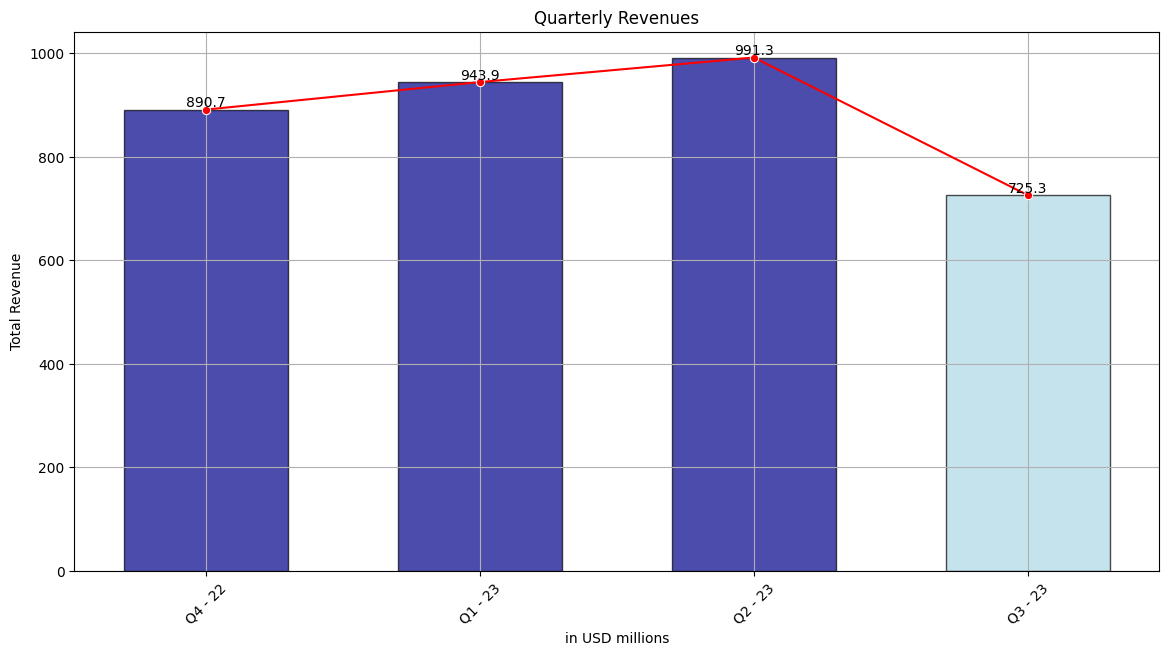 Quarterly Revenues
Total Revenue
1000
800
600
400
200
0
890.7
943.9
991.3
725.3
Q4 - 22
Q1 - 23
Q2 - 23
Q3 - 23
in USD millions